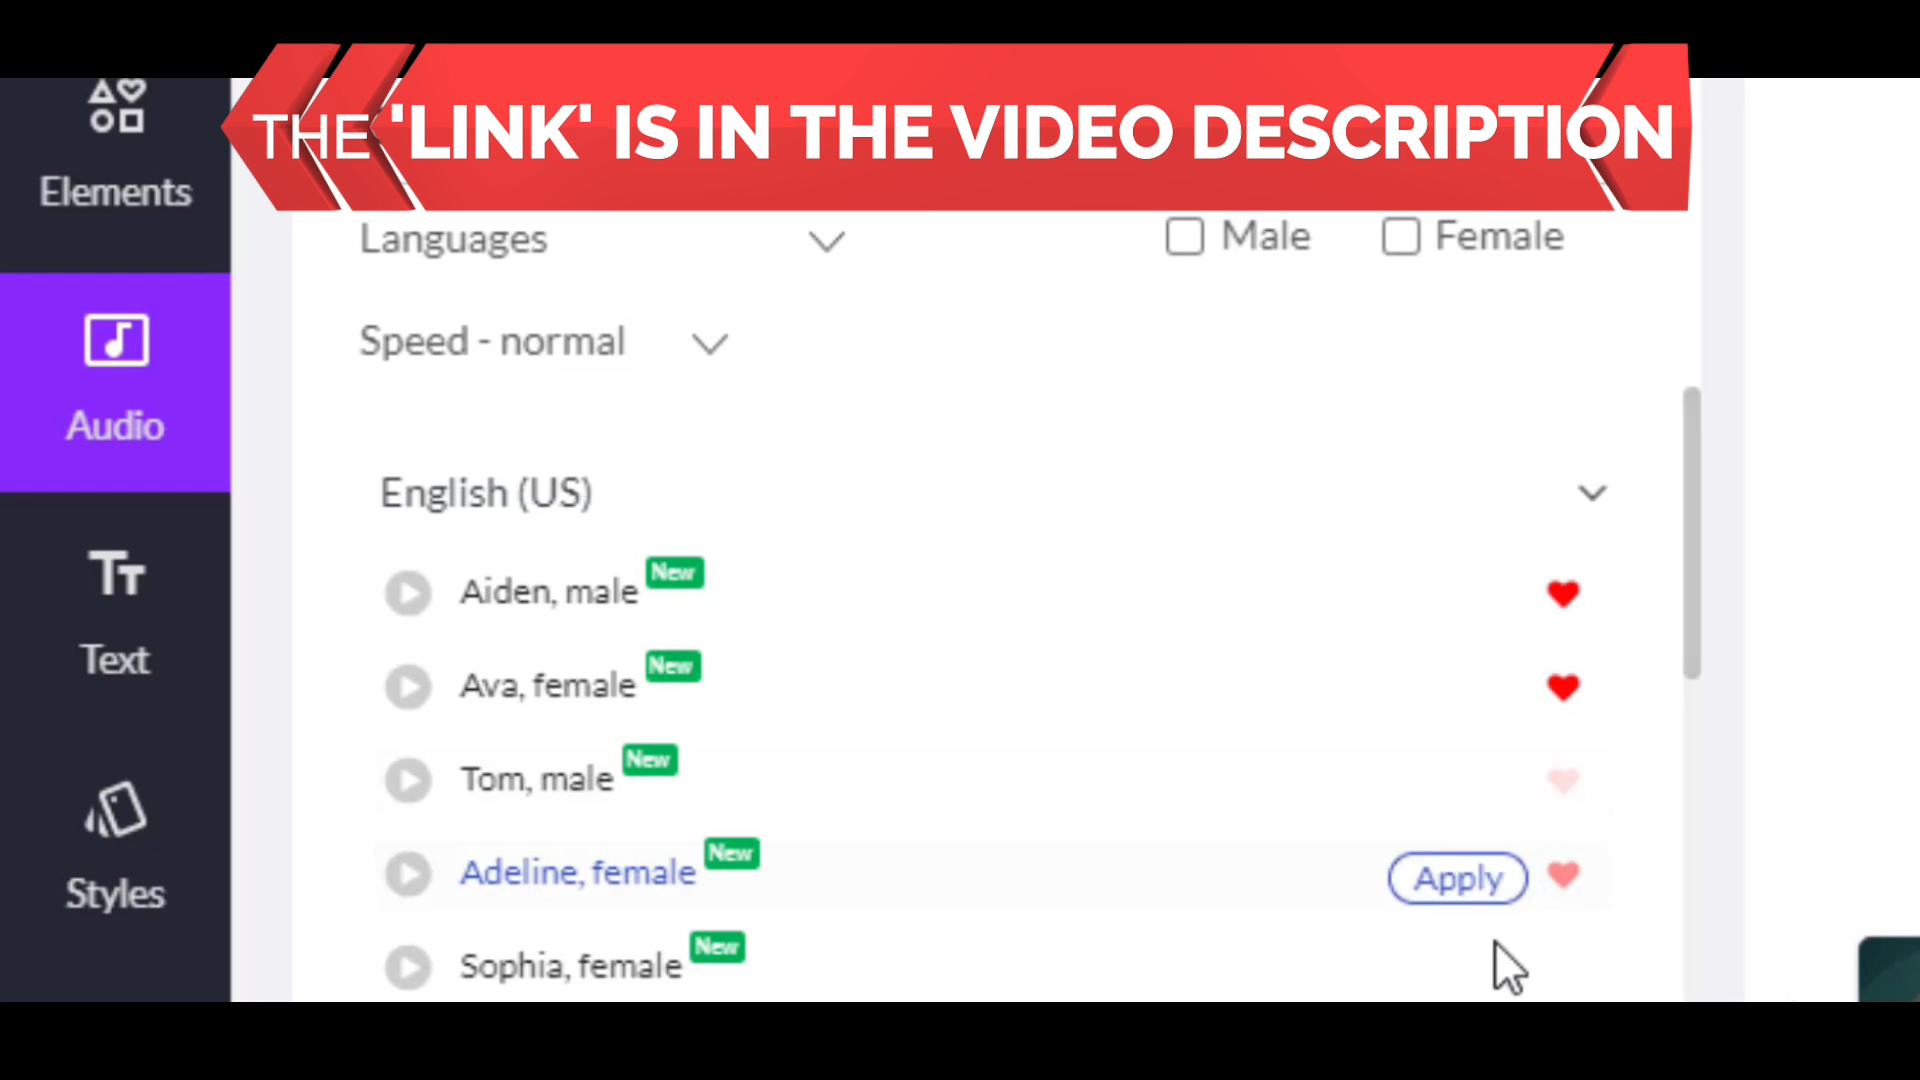 THE 'LINK' IS IN THE VIDEO DESCRIPTION
Elements
Audio
Text
Styles
Languages
Male
Female
Speed - normal
English (US)
Aiden, male New
Ava, female New
Tom, male New
Adeline, female New Apply
Sophia, female New